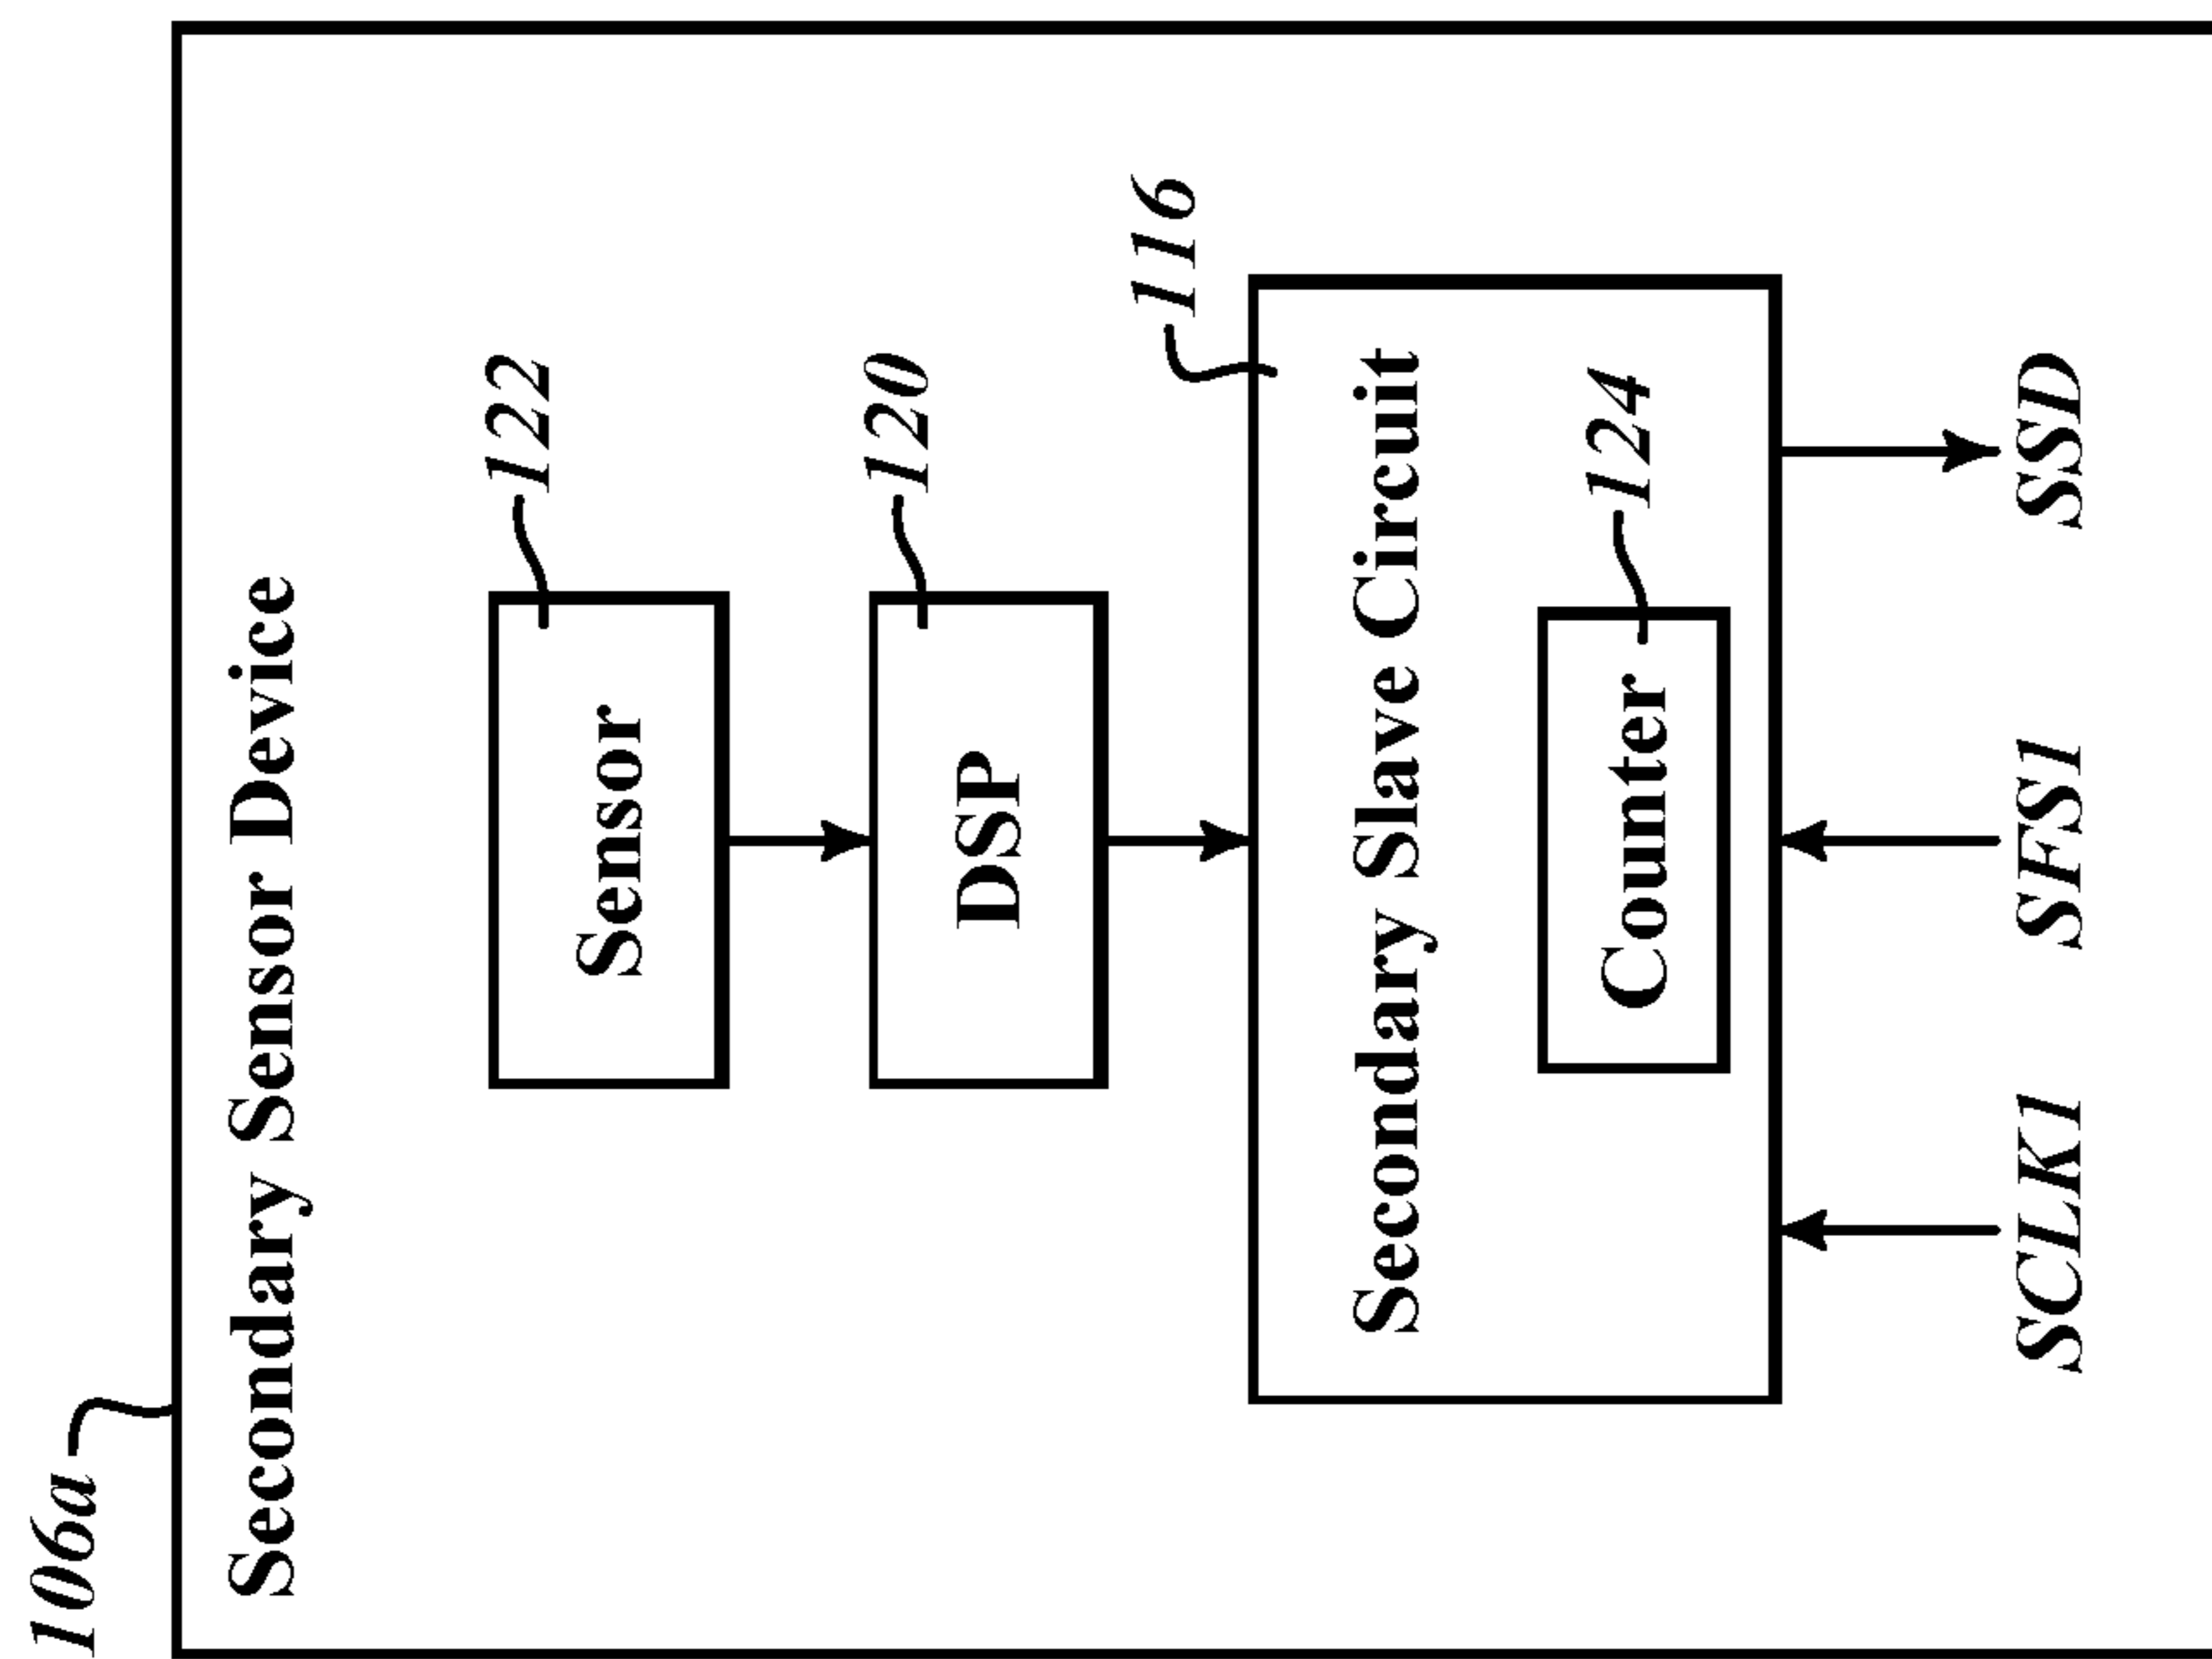 106a
Secondary Sensor Device
122
Sensor
120
DSP
116
Secondary Slave Circuit
124
Counter
SCLK1
SFS1
SSD